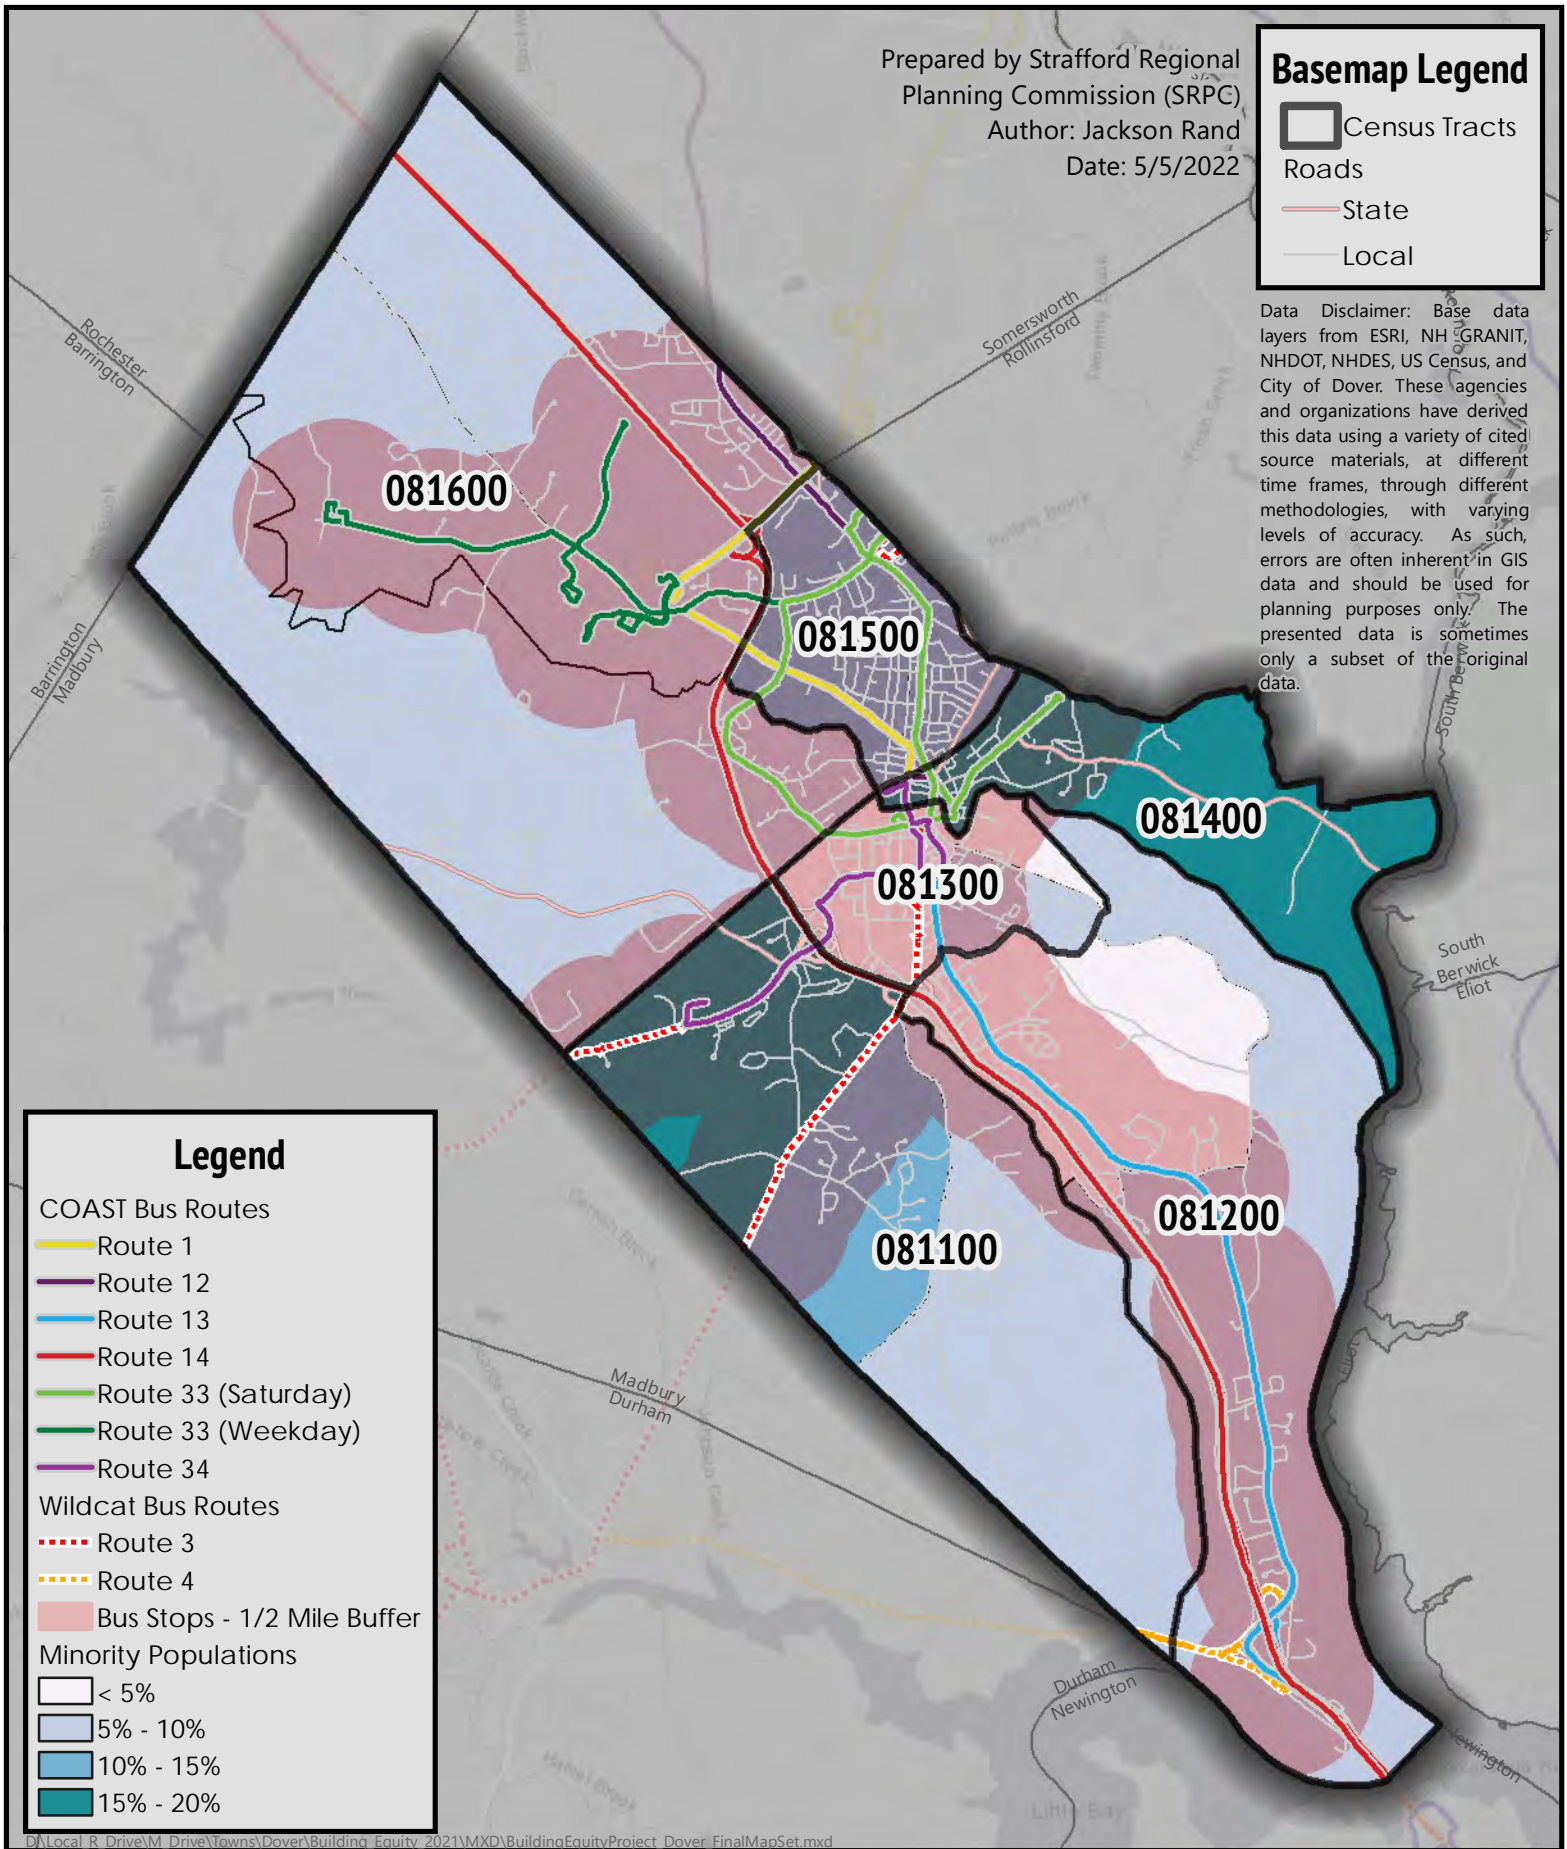 Prepared by Strafford Regional
Planning Commission (SRPC)
Author: Jackson Rand
Date: 5/5/2022
Basemap Legend
Census Tracts
Roads
State
Local
Data Disclaimer: Base data
layers from ESRI, NH GRANIT,
NHDOT, NHDES, US Census, and
City of Dover. These agencies
and organizations have derived
this data using a variety of cited
source materials, at different
time frames, through different
methodologies, with varying
levels of accuracy. As such,
errors are often inherent in GIS
data and should be used for
planning purposes only. The
presented data is sometimes
only a subset of the original
data.
Somersworth
Rollinsford
Rochester
Barrington
Barrington
Madbury
081600
081500
081400
081300
South
Berwick
Eliot
South Berwick
081200
081100
Eliot
Madbury
Durham
Durham
Newington
Newington
Little Bay
Legend
COAST Bus Routes
Route 1
Route 12
Route 13
Route 14
Route 33 (Saturday)
Route 33 (Weekday)
Route 34
Wildcat Bus Routes
Route 3
Route 4
Bus Stops - 1/2 Mile Buffer
Minority Populations
< 5%
5% - 10%
10% - 15%
15% - 20%
D:\Local_R_Drive\M_Drive\Towns\Dover\Building_Equity_2021\MXD\BuildingEquityProject_Dover_FinalMapSet.mxd